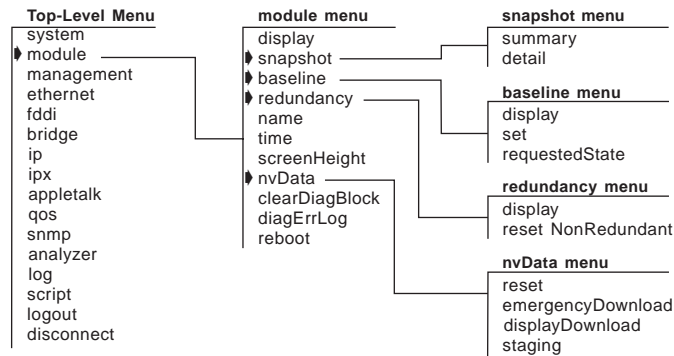 Top-Level Menu
system
module
management
ethernet
fddi
bridge
ip
ipx
appletalk
qos
snmp
analyzer
log
script
logout
disconnect
module menu
display
snapshot
baseline
redundancy
name
time
screenHeight
nvData
clearDiagBlock
diagErrLog
reboot
snapshot menu
summary
detail
baseline menu
display
set
requestedState
redundancy menu
display
reset NonRedundant
nvData menu
reset
emergencyDownload
displayDownload
staging